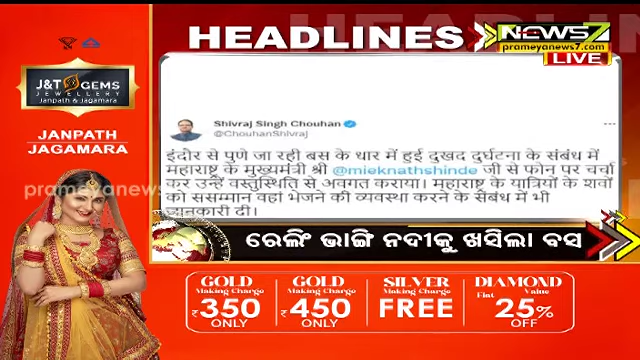 HEADLINES
NEWS7
prameyanews7.com
LIVE
J&T GEMS
JEWELLERY
Janpath & Jagamara
JANPATH
JAGAMARA
prameyanews7
Shivraj Singh Chouhan
@ChouhanShivraj
इंदौर से पुणे जा रही बस के धार में हुई दुखद दुर्घटना के संबंध में
महाराष्ट्र के मुख्यमंत्री श्री @mieknathshinde जी से फोन पर चर्चा
कर उन्हें वस्तुस्थिति से अवगत कराया। महाराष्ट्र के यात्रियों के शवों
को ससम्मान वहां भेजने की व्यवस्था करने के संबंध में भी
जानकारी दी।
ରେଲିଂ ଭାଙ୍ଗି ନଦୀକୁ ଖସିଲା ବସ
GOLD
Making Charge
₹350
ONLY
GOLD
Making Charge
₹450
ONLY
SILVER
Making Charge
FREE
DIAMOND
Flat Value
25%
OFF